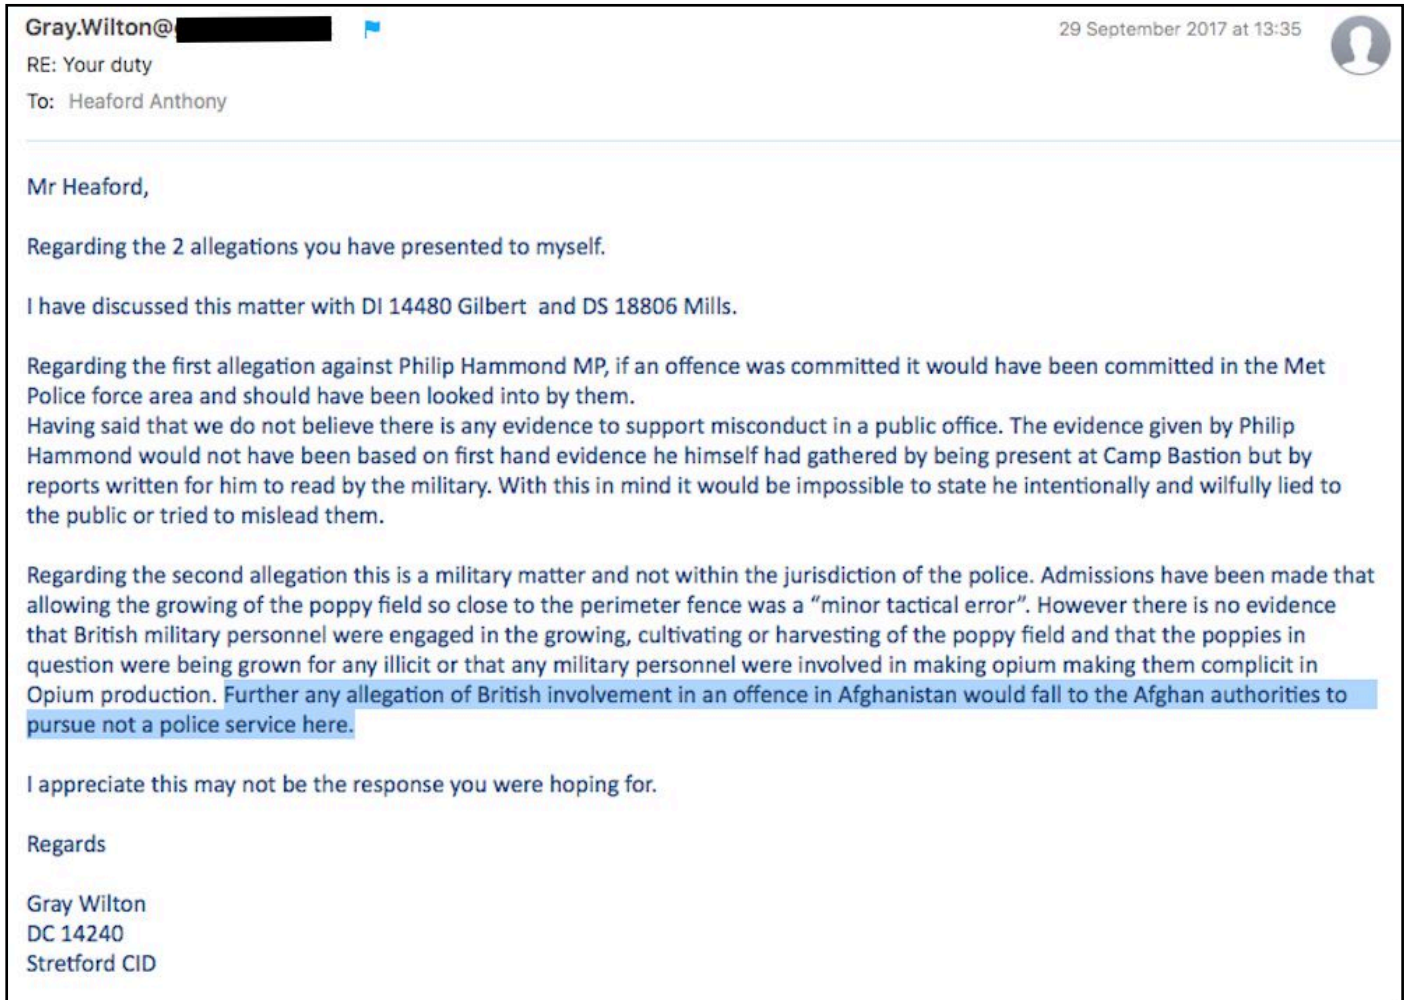 Gray.Wilton@
29 September 2017 at 13:35
RE: Your duty
To: Heaford Anthony
Mr Heaford,
Regarding the 2 allegations you have presented to myself.
I have discussed this matter with DI 14480 Gilbert and DS 18806 Mills.
Regarding the first allegation against Philip Hammond MP, if an offence was committed it would have been committed in the Met
Police force area and should have been looked into by them.
Having said that we do not believe there is any evidence to support misconduct in a public office. The evidence given by Philip
Hammond would not have been based on first hand evidence he himself had gathered by being present at Camp Bastion but by
reports written for him to read by the military. With this in mind it would be impossible to state he intentionally and wilfully lied to
the public or tried to mislead them.
Regarding the second allegation this is a military matter and not within the jurisdiction of the police. Admissions have been made that
allowing the growing of the poppy field so close to the perimeter fence was a “minor tactical error”. However there is no evidence
that British military personnel were engaged in the growing, cultivating or harvesting of the poppy field and that the poppies in
question were being grown for any illicit or that any military personnel were involved in making opium making them complicit in
Opium production. Further any allegation of British involvement in an offence in Afghanistan would fall to the Afghan authorities to
pursue not a police service here.
I appreciate this may not be the response you were hoping for.
Regards
Gray Wilton
DC 14240
Stretford CID